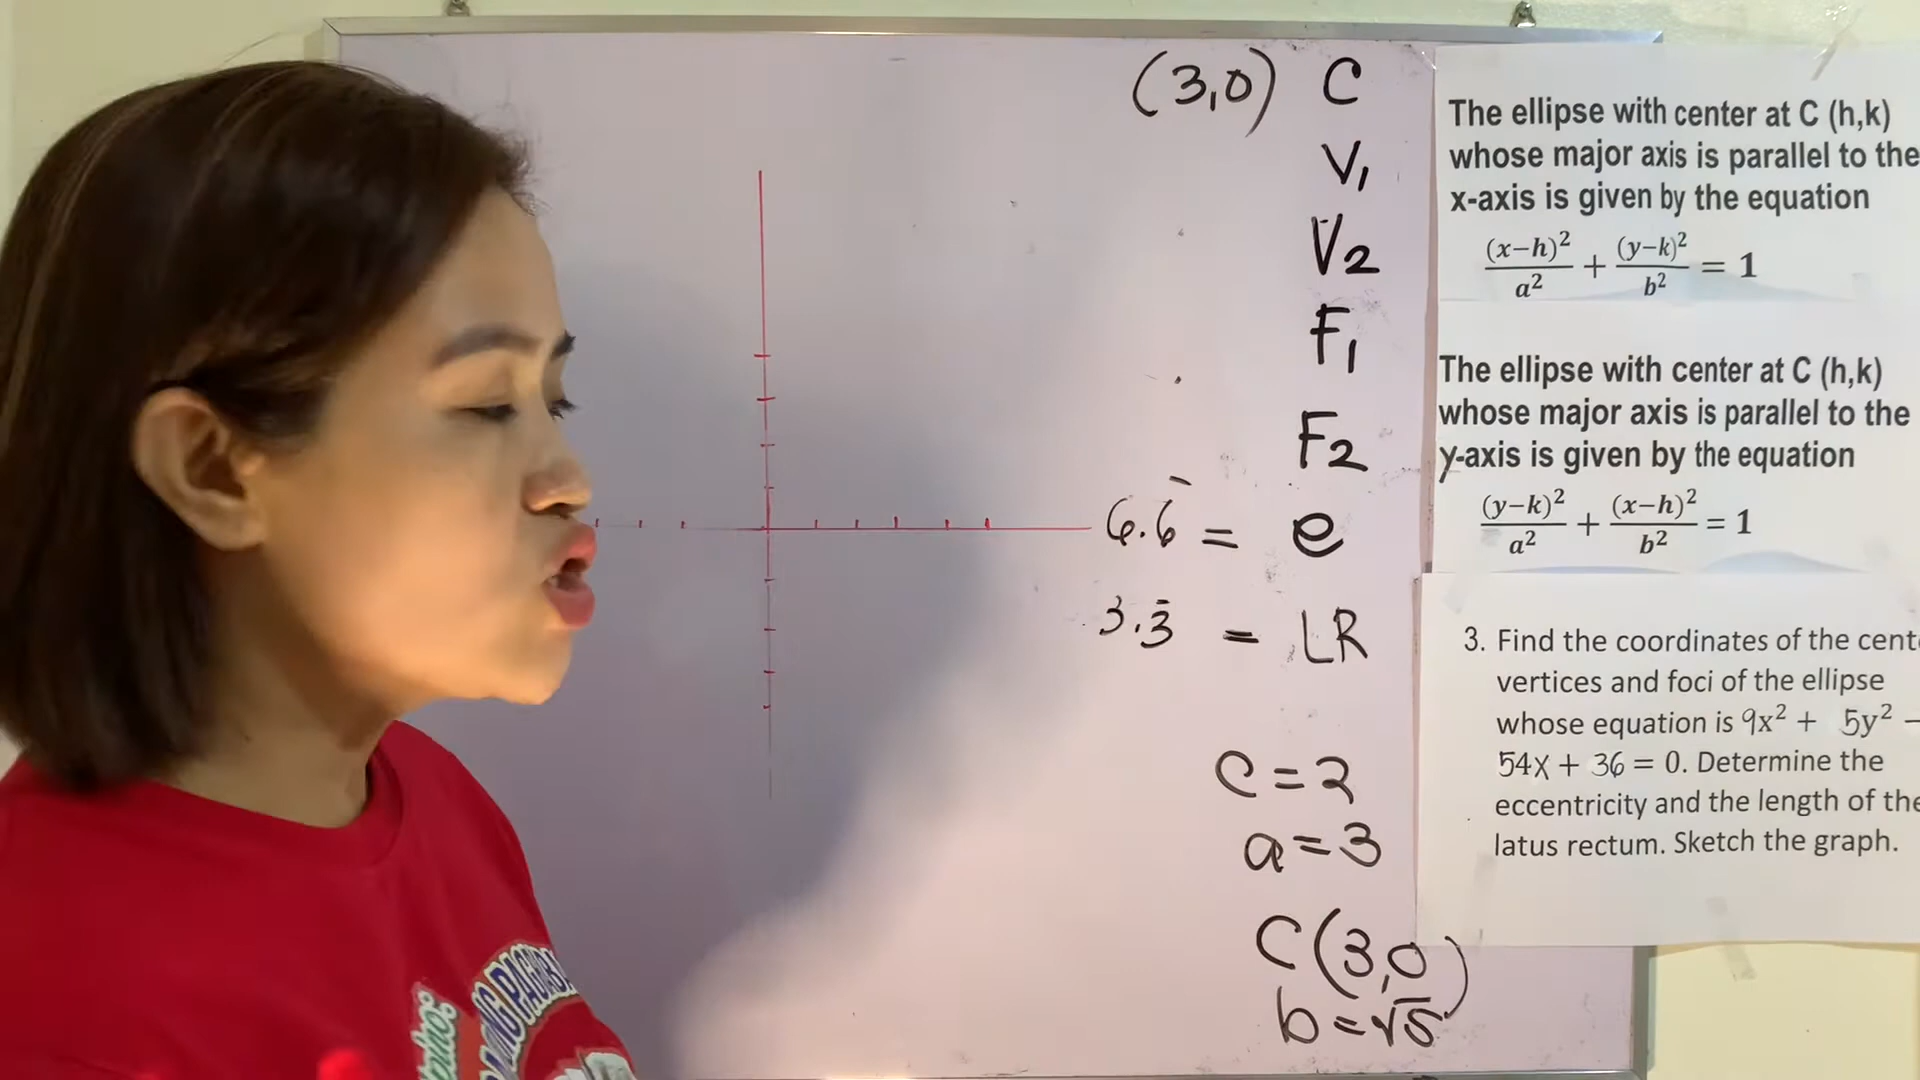 (3,0) C
V1
V2
F1
F2
6.6̅ = e
3.3̅ = LR
c = 2
a = 3
C(3,0)
b = √5
The ellipse with center at C (h,k)
whose major axis is parallel to the
x-axis is given by the equation
(x−h)²/a² + (y−k)²/b² = 1
The ellipse with center at C (h,k)
whose major axis is parallel to the
y-axis is given by the equation
(y−k)²/a² + (x−h)²/b² = 1
3. Find the coordinates of the cent
vertices and foci of the ellipse
whose equation is 9x² + 5y² −
54x + 36 = 0. Determine the
eccentricity and the length of the
latus rectum. Sketch the graph.